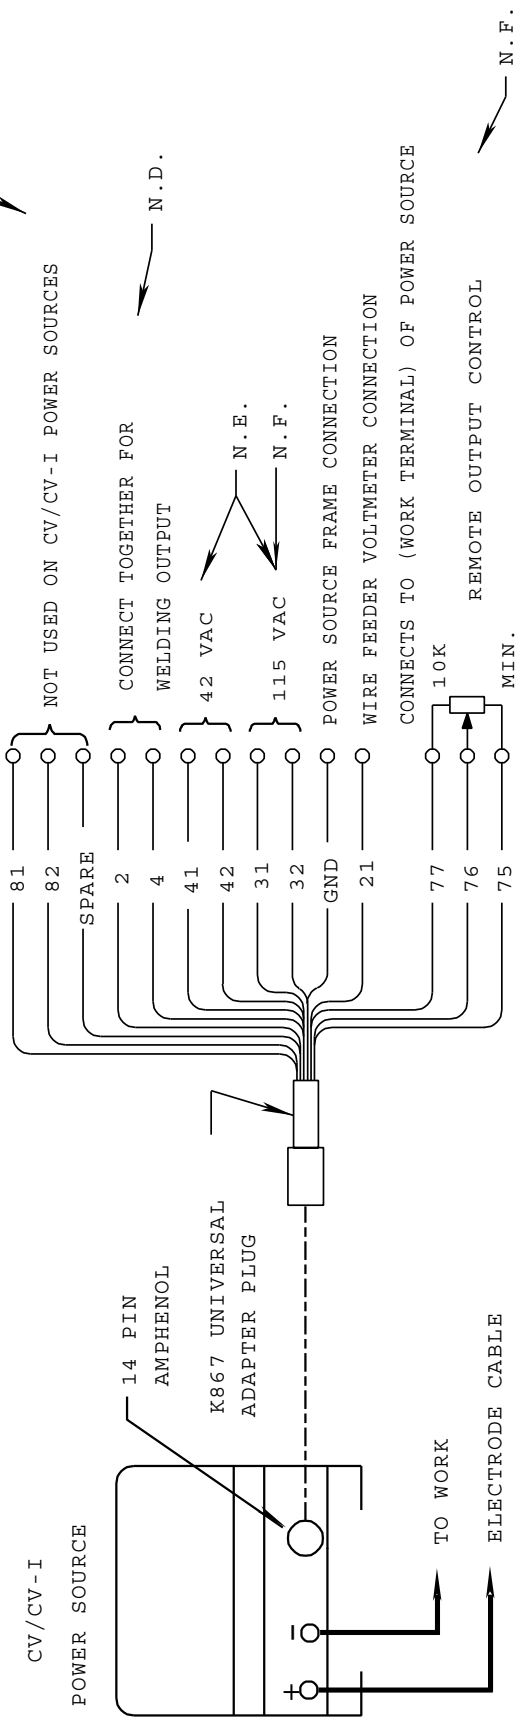 N.F.
N.D.
NOT USED ON CV/CV-I POWER SOURCES
CONNECT TOGETHER FOR
WELDING OUTPUT
N.E.
42 VAC
N.F.
115 VAC
POWER SOURCE FRAME CONNECTION
WIRE FEEDER VOLTMETER CONNECTION
CONNECTS TO (WORK TERMINAL) OF POWER SOURCE
REMOTE OUTPUT CONTROL
10K
MIN.
81
82
SPARE
2
4
41
42
31
32
GND
21
77
76
75
14 PIN
AMPHENOL
K867 UNIVERSAL
ADAPTER PLUG
CV/CV-I
POWER SOURCE
-
+
TO WORK
ELECTRODE CABLE